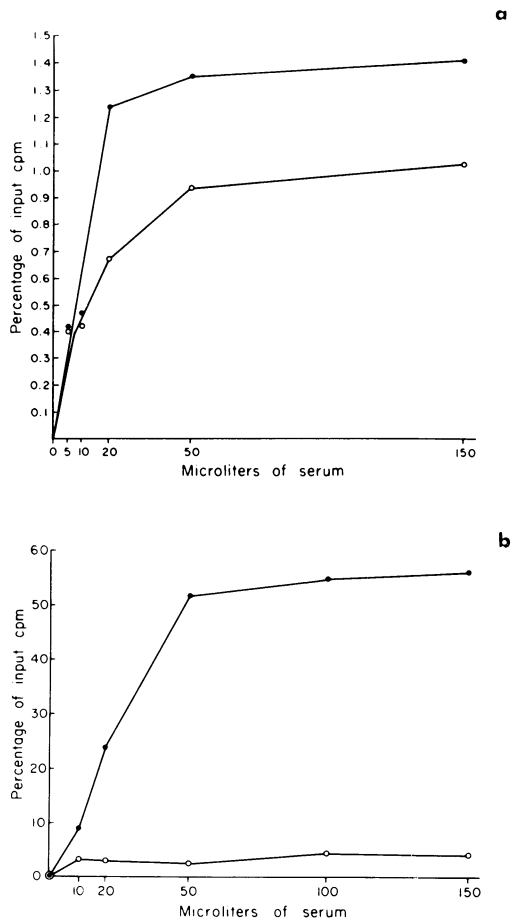 a
1.5
1.4
1.3
1.2
1.1
1.0
0.9
0.8
0.7
0.6
0.5
0.4
0.3
0.2
0.1
Percentage of input cpm
0 5 10 20 50 150
Microliters of serum
b
60
50
40
30
20
10
0
Percentage of input cpm
10 20 50 100 150
Microliters of serum